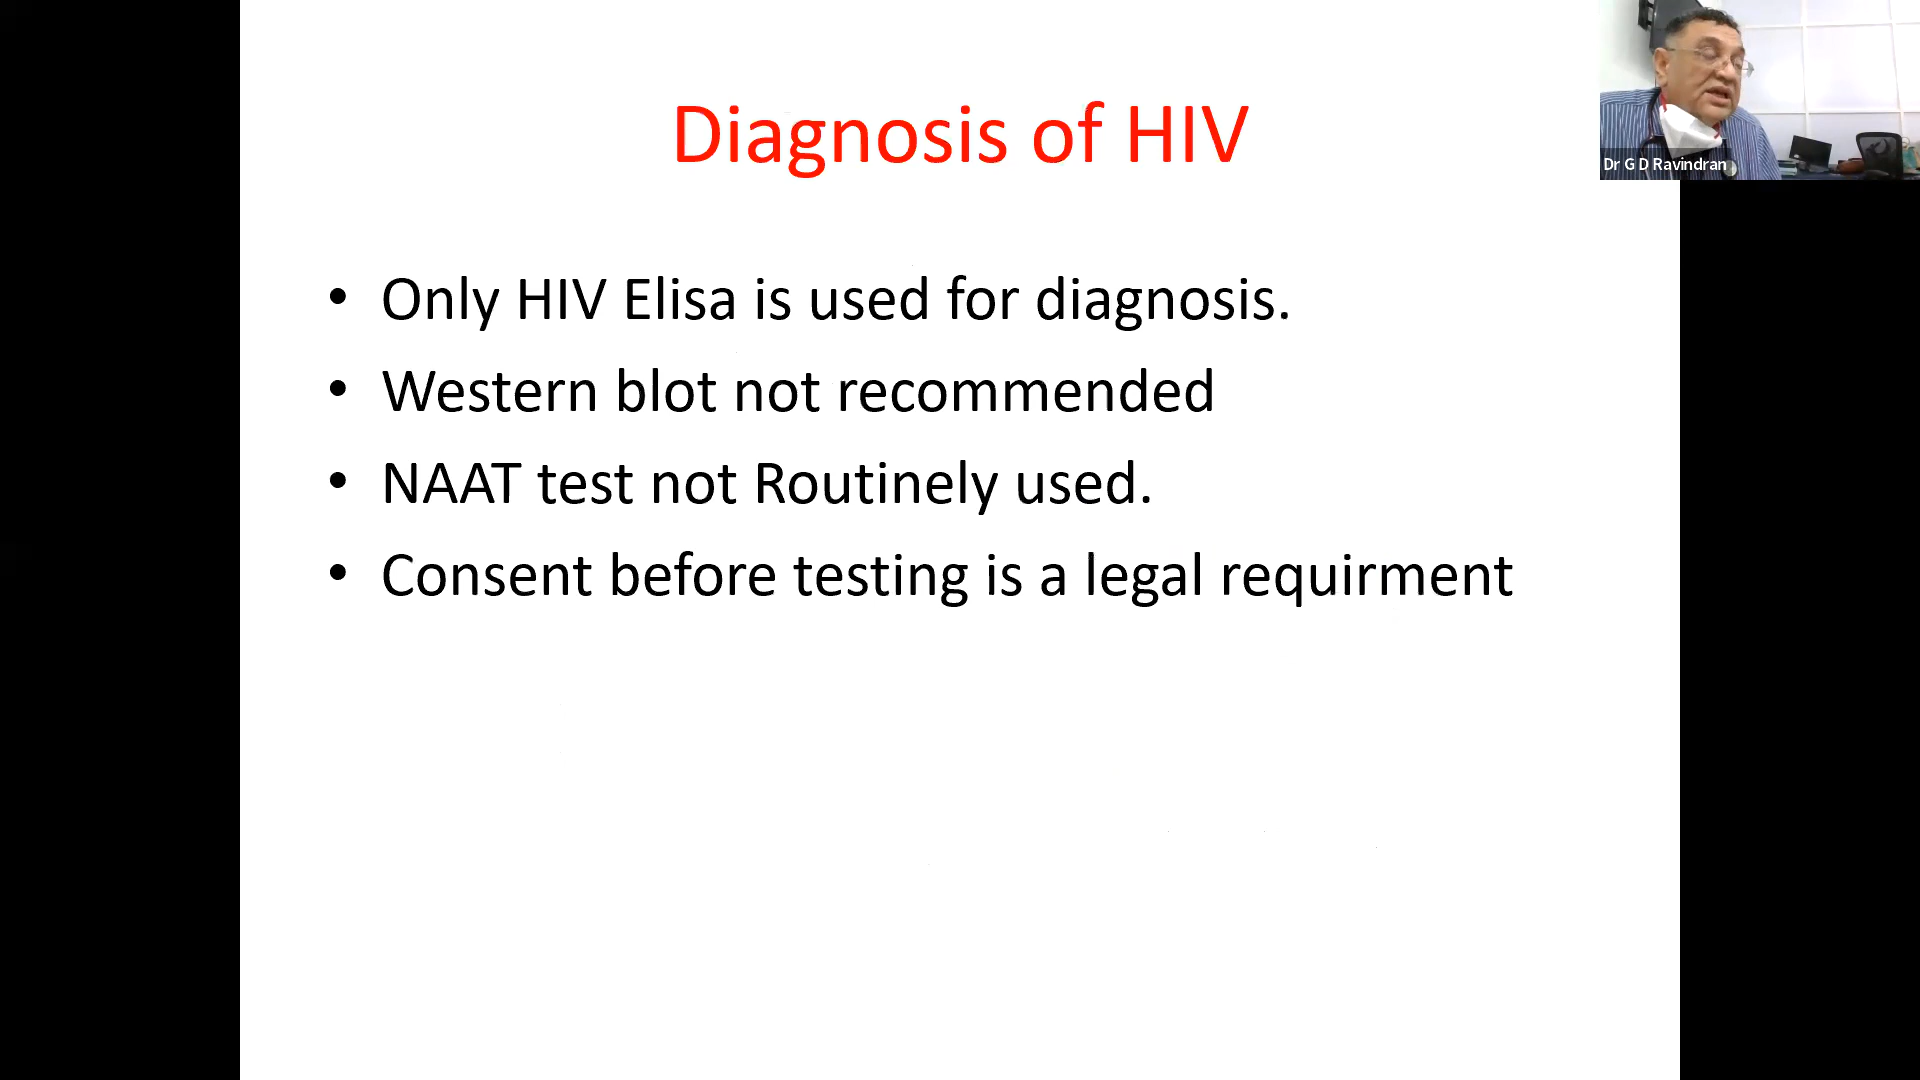 Diagnosis of HIV
Dr G D Ravindran
• Only HIV Elisa is used for diagnosis.
• Western blot not recommended
• NAAT test not Routinely used.
• Consent before testing is a legal requirment